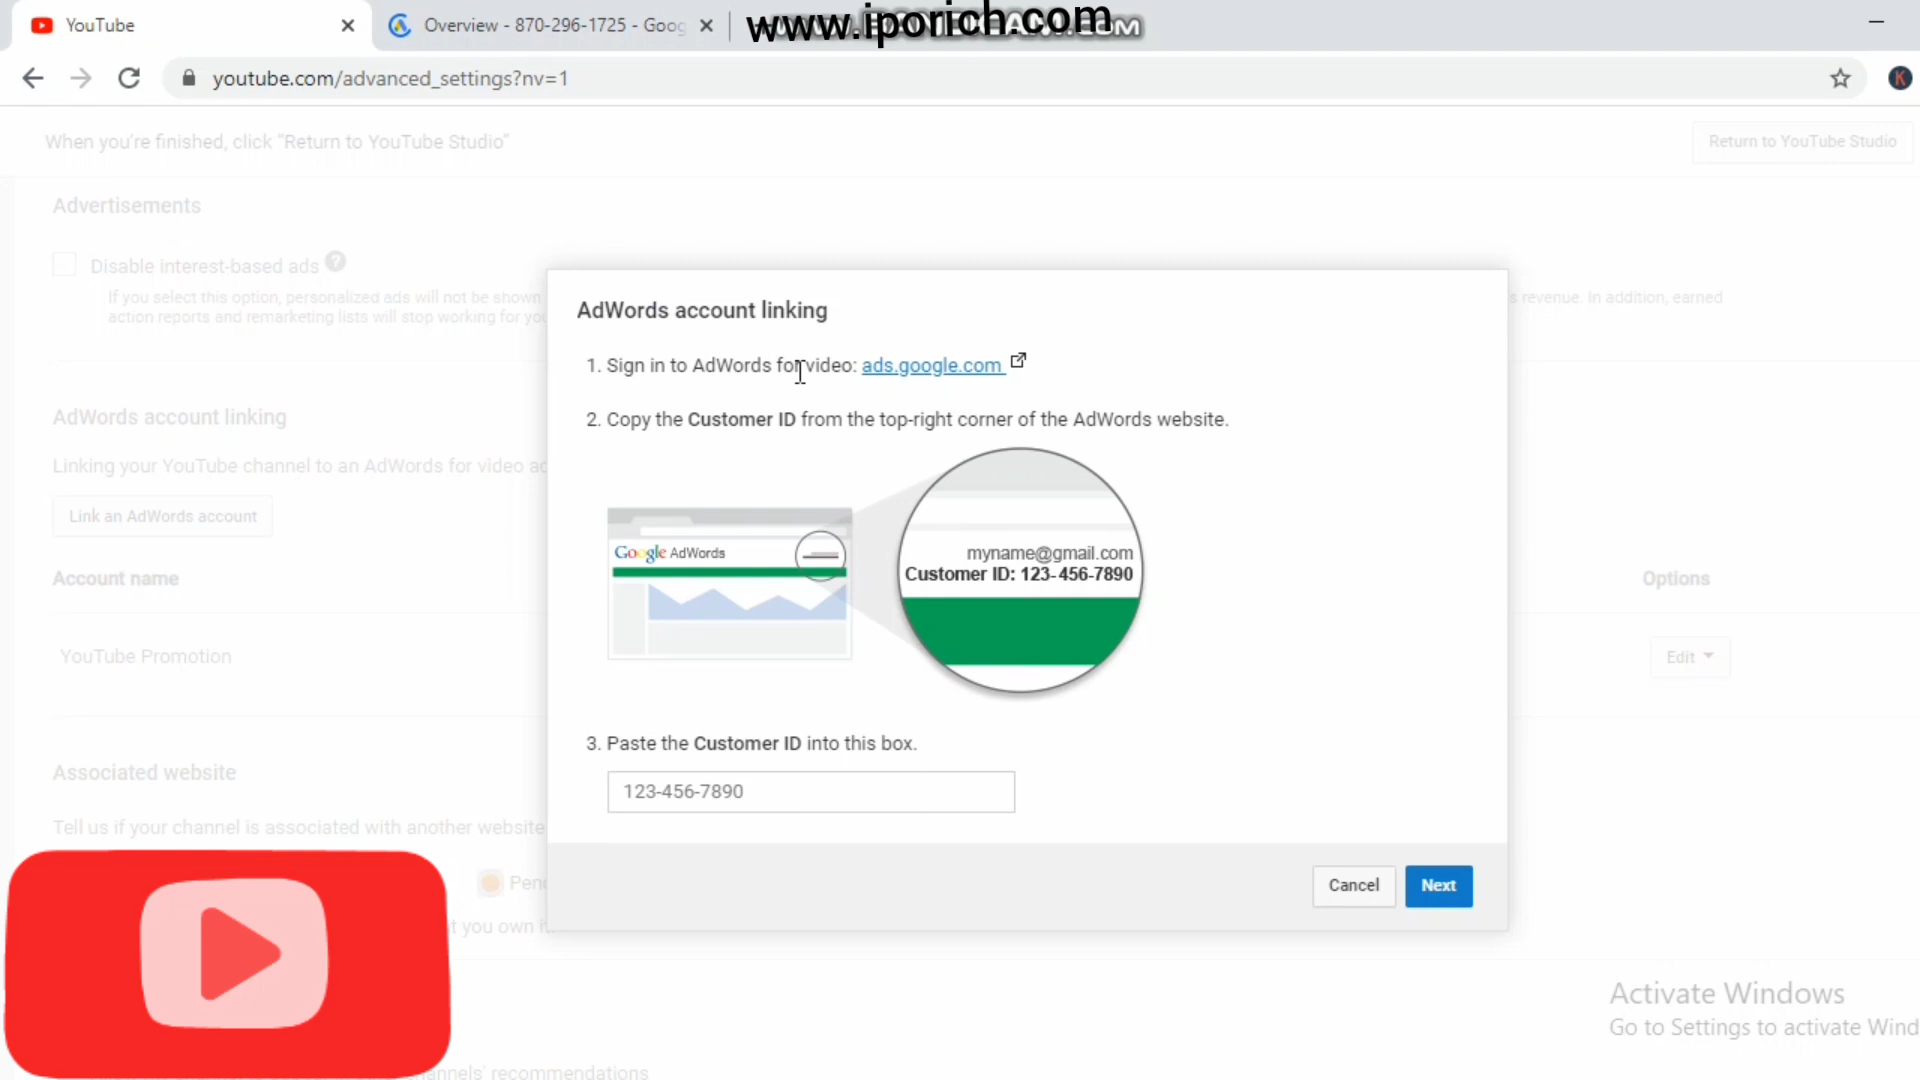 YouTube
Overview - 870-296-1725 - Goog
www.iporich.com
youtube.com/advanced_settings?nv=1
K
When you're finished, click "Return to YouTube Studio"
Return to YouTube Studio
Advertisements
Disable interest-based ads ?
If you select this option, personalized ads will not be shown
s revenue. In addition, earned
action reports and remarketing lists will stop working for you
AdWords account linking
1. Sign in to AdWords for video: ads.google.com
2. Copy the Customer ID from the top-right corner of the AdWords website.
Google AdWords
myname@gmail.com
Customer ID: 123-456-7890
3. Paste the Customer ID into this box.
123-456-7890
Cancel
Next
AdWords account linking
Linking your YouTube channel to an AdWords for video ac
Link an AdWords account
Account name
Options
YouTube Promotion
Edit
Associated website
Tell us if your channel is associated with another website
Pend
t you own it.
annels' recommendations
Activate Windows
Go to Settings to activate Wind